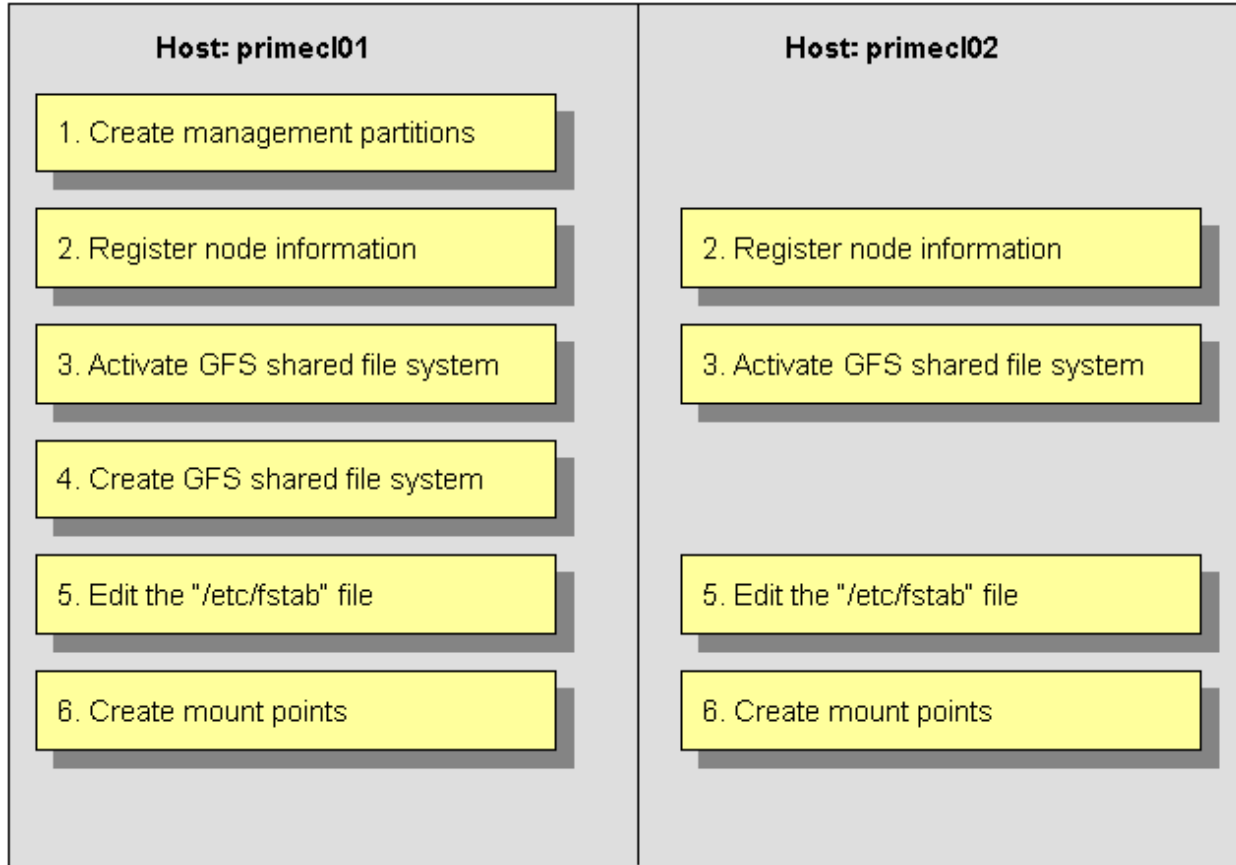 Host: primecl01
1. Create management partitions
2. Register node information
3. Activate GFS shared file system
4. Create GFS shared file system
5. Edit the "/etc/fstab" file
6. Create mount points
Host: primecl02
2. Register node information
3. Activate GFS shared file system
5. Edit the "/etc/fstab" file
6. Create mount points